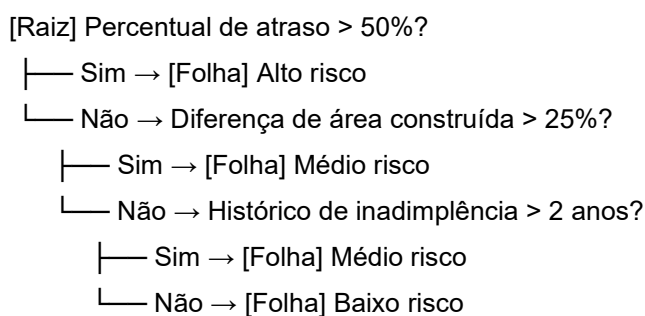 [Raiz] Percentual de atraso > 50%?
├── Sim → [Folha] Alto risco
└── Não → Diferença de área construída > 25%?
├── Sim → [Folha] Médio risco
└── Não → Histórico de inadimplência > 2 anos?
├── Sim → [Folha] Médio risco
└── Não → [Folha] Baixo risco